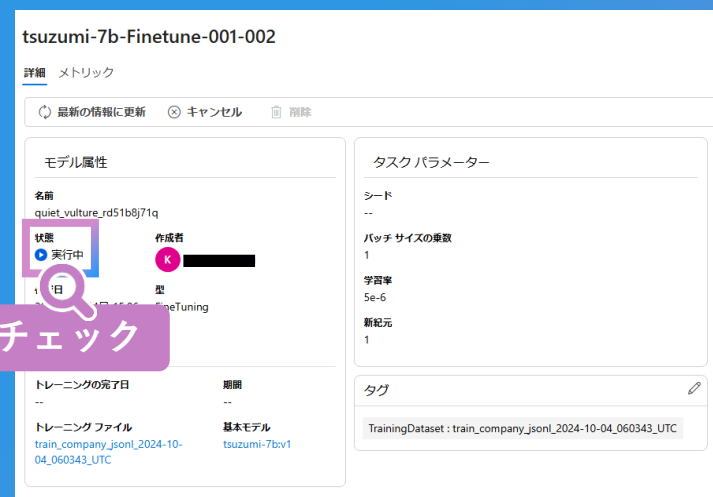 tsuzumi-7b-Finetune-001-002
詳細 メトリック
最新の情報に更新 キャンセル 削除
モデル属性
名前
quiet_vulture_rd51b8j71q
状態 作成者
実行中 K
型
FineTuning
チェック
トレーニングの完了日 期間
-- --
トレーニング ファイル 基本モデル
train_company_jsonl_2024-10-
04_060343_UTC
tsuzumi-7b:v1
タスク パラメーター
シード
--
バッチ サイズの乗数
1
学習率
5e-6
新紀元
1
タグ
TrainingDataset : train_company_jsonl_2024-10-04_060343_UTC